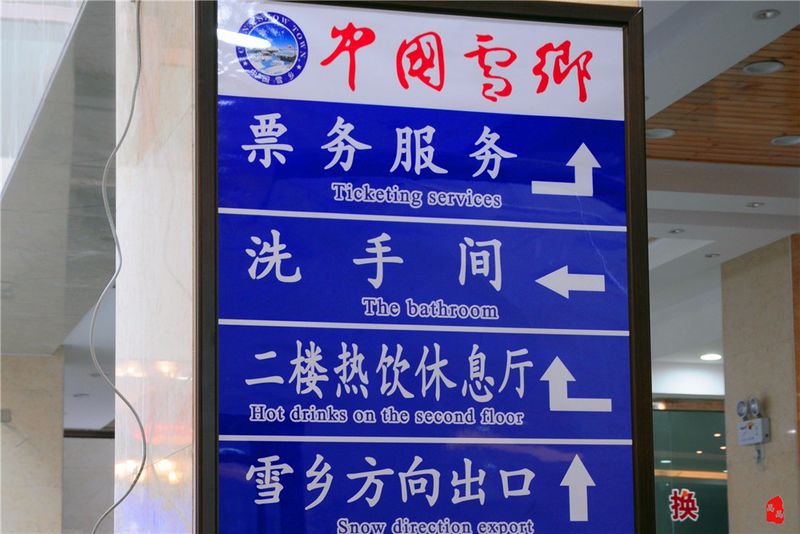 中国雪乡
票务服务
Ticketing services
洗手间
The bathroom
二楼热饮休息厅
Hot drinks on the second floor
雪乡方向出口
Snow direction export
换